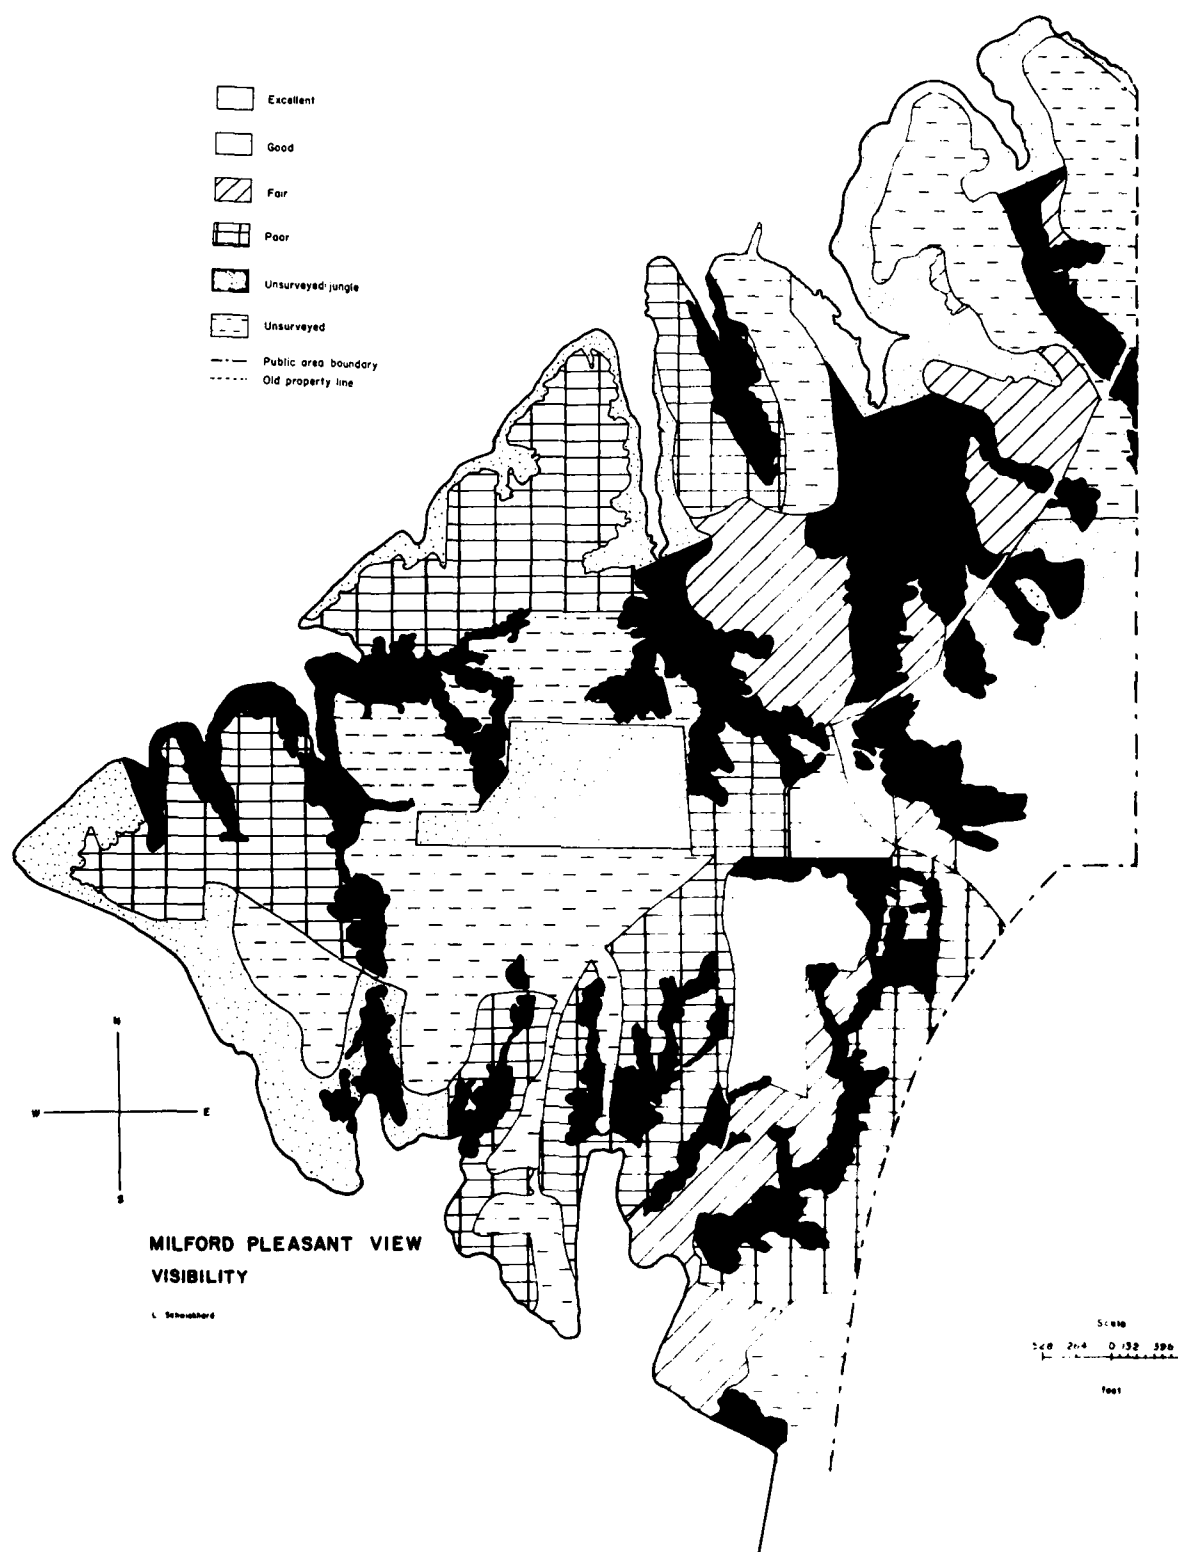 Excellent
Good
Fair
Poor
Unsurveyed:jungle
Unsurveyed
Public area boundary
Old property line
N
W E
S
MILFORD PLEASANT VIEW
VISIBILITY
L
Scale
264 0 132 396
feet